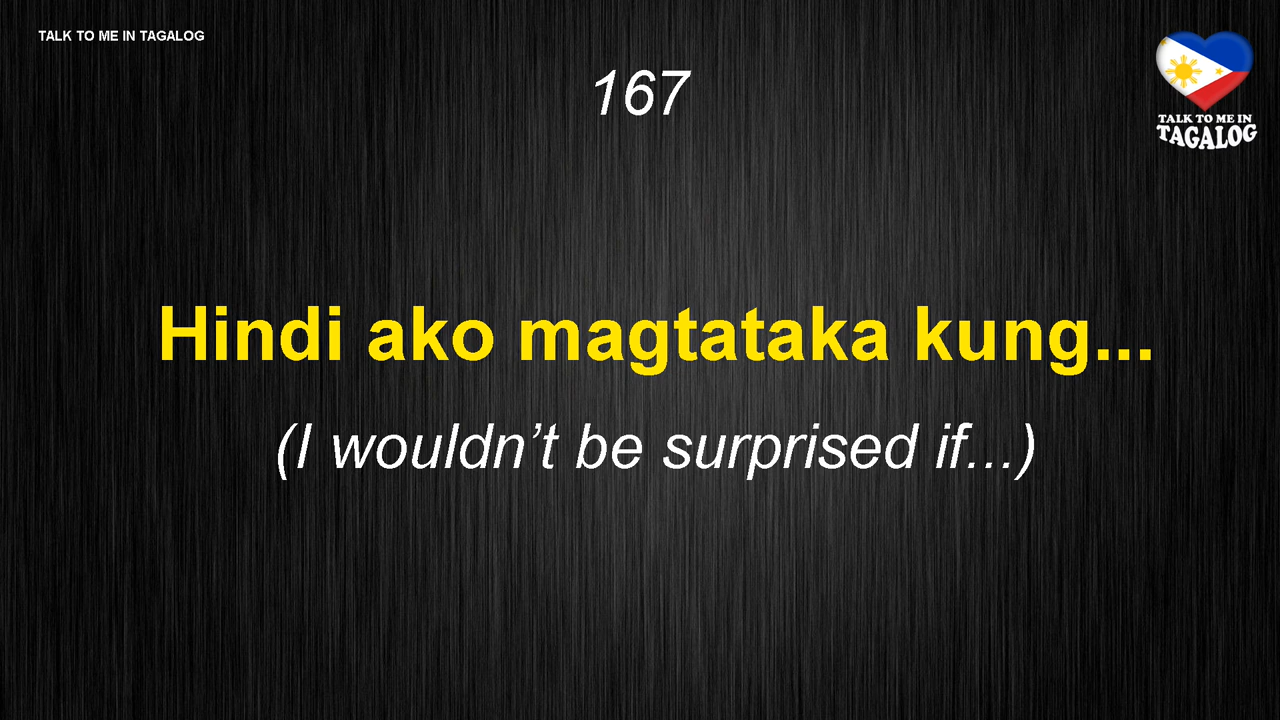 TALK TO ME IN TAGALOG
167
TALK TO ME IN
TAGALOG
Hindi ako magtataka kung...
(I wouldn’t be surprised if...)